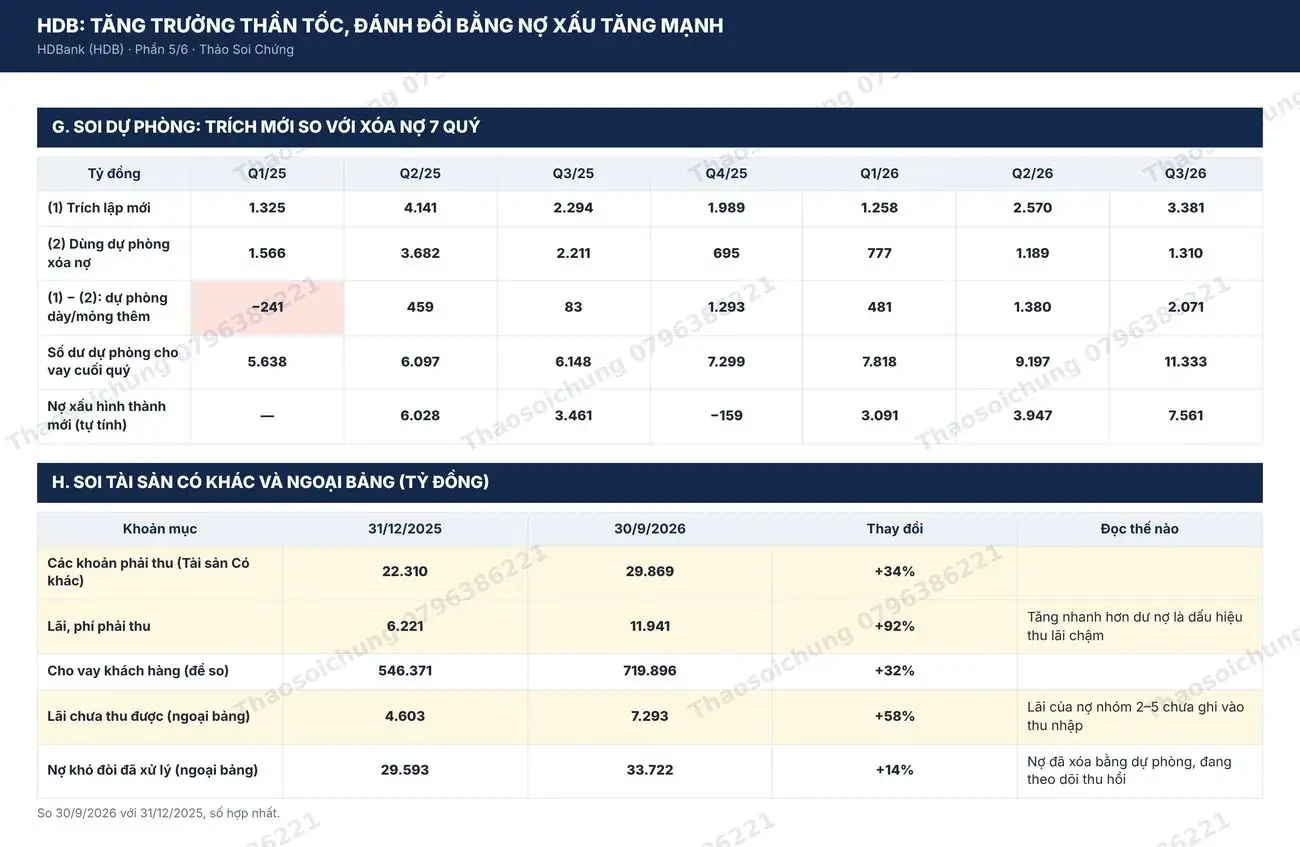 HDB: TĂNG TRƯỞNG THẦN TỐC, ĐÁNH ĐỔI BẰNG NỢ XẤU TĂNG MẠNH
HDBank (HDB) · Phần 5/6 · Thảo Soi Chứng
G. SOI DỰ PHÒNG: TRÍCH MỚI SO VỚI XÓA NỢ 7 QUÝ
Tỷ đồng Q1/25 Q2/25 Q3/25 Q4/25 Q1/26 Q2/26 Q3/26
(1) Trích lập mới 1.325 4.141 2.294 1.989 1.258 2.570 3.381
(2) Dùng dự phòng
xóa nợ 1.566 3.682 2.211 695 777 1.189 1.310
(1) − (2): dự phòng
dày/mỏng thêm −241 459 83 1.293 481 1.380 2.071
Số dư dự phòng cho
vay cuối quý 5.638 6.097 6.148 7.299 7.818 9.197 11.333
Nợ xấu hình thành
mới (tự tính) — 6.028 3.461 −159 3.091 3.947 7.561
H. SOI TÀI SẢN CÓ KHÁC VÀ NGOẠI BẢNG (TỶ ĐỒNG)
Khoản mục 31/12/2025 30/9/2026 Thay đổi Đọc thế nào
Các khoản phải thu (Tài sản Có
khác) 22.310 29.869 +34%
Lãi, phí phải thu 6.221 11.941 +92% Tăng nhanh hơn dư nợ là dấu hiệu
thu lãi chậm
Cho vay khách hàng (để so) 546.371 719.896 +32%
Lãi chưa thu được (ngoại bảng) 4.603 7.293 +58% Lãi của nợ nhóm 2–5 chưa ghi vào
thu nhập
Nợ khó đòi đã xử lý (ngoại bảng) 29.593 33.722 +14% Nợ đã xóa bằng dự phòng, đang
theo dõi thu hồi
So 30/9/2026 với 31/12/2025, số hợp nhất.
Thaosoichung 0796386221